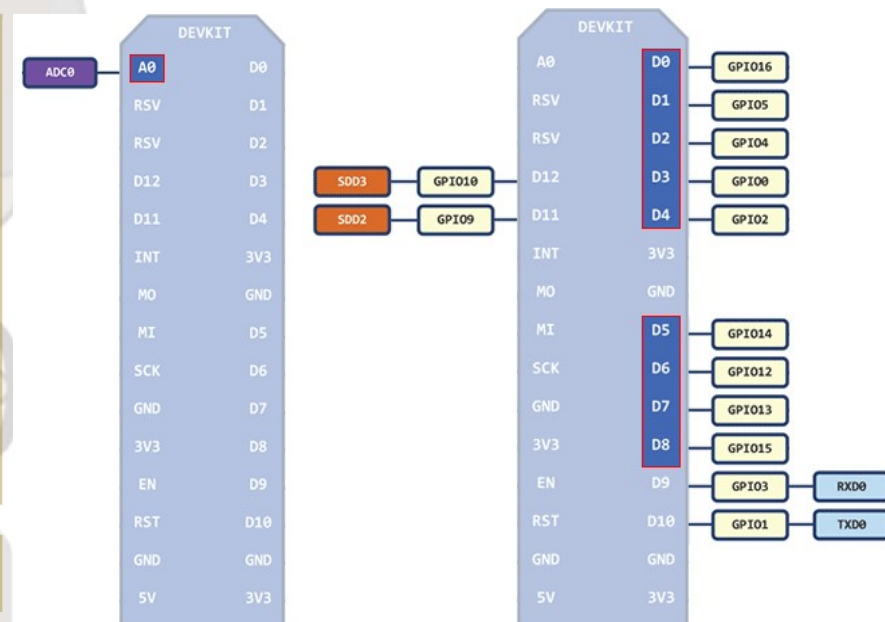 DEVKIT
ADC0 A0 D0
RSV D1
RSV D2
D12 D3
D11 D4
INT 3V3
MO GND
MI D5
SCK D6
GND D7
3V3 D8
EN D9
RST D10
GND GND
5V 3V3
DEVKIT
A0 D0 GPIO16
RSV D1 GPIO5
RSV D2 GPIO4
SDD3 GPIO10 D12 D3 GPIO0
SDD2 GPIO9 D11 D4 GPIO2
INT 3V3
MO GND
MI D5 GPIO14
SCK D6 GPIO12
GND D7 GPIO13
3V3 D8 GPIO15
EN D9 GPIO3 RXD0
RST D10 GPIO1 TXD0
GND GND
5V 3V3